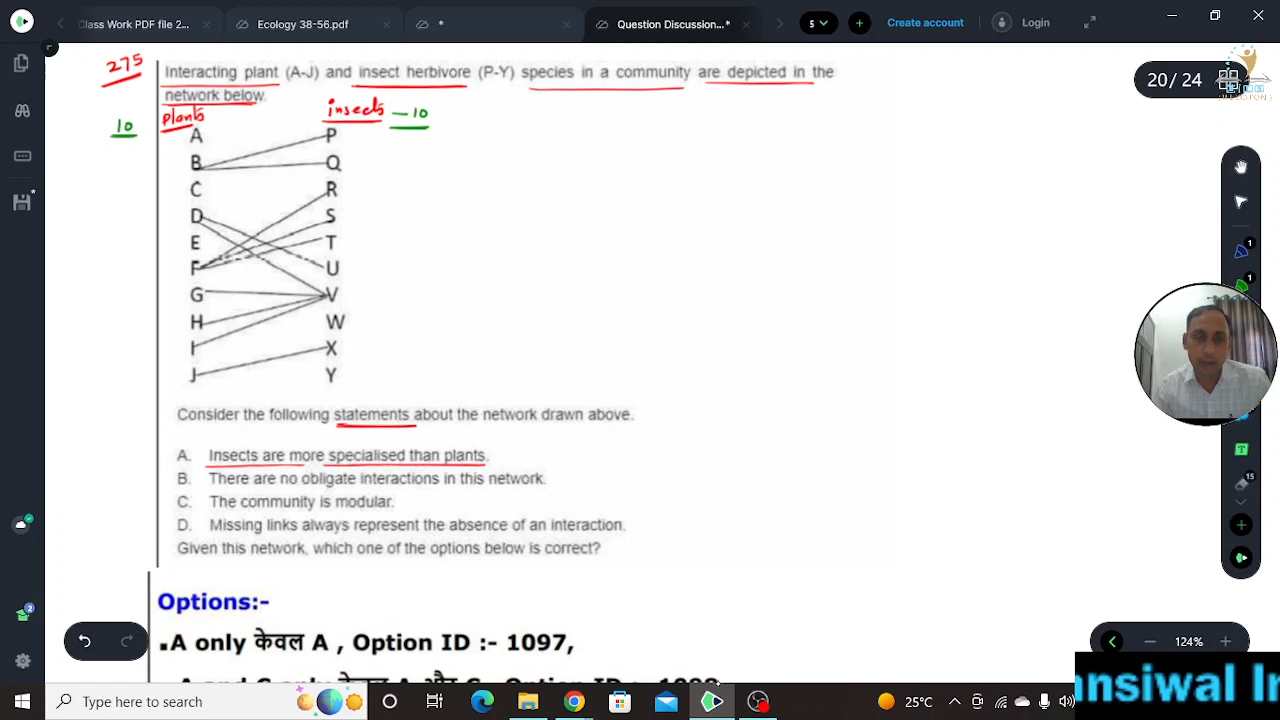 Class Work PDF file 2... Ecology 38-56.pdf * Question Discussion...* 5 Create account Login
275
Interacting plant (A-J) and insect herbivore (P-Y) species in a community are depicted in the
network below.
20/24
10 plants insects - 10
A P
B Q
C R
D S
E T
F U
G V
H W
I X
J Y
Consider the following statements about the network drawn above.
A. Insects are more specialised than plants.
B. There are no obligate interactions in this network.
C. The community is modular.
D. Missing links always represent the absence of an interaction.
Given this network, which one of the options below is correct?
Options:-
A only केवल A , Option ID :- 1097,
124%
nsiwal In
Type here to search
25°C
ENG